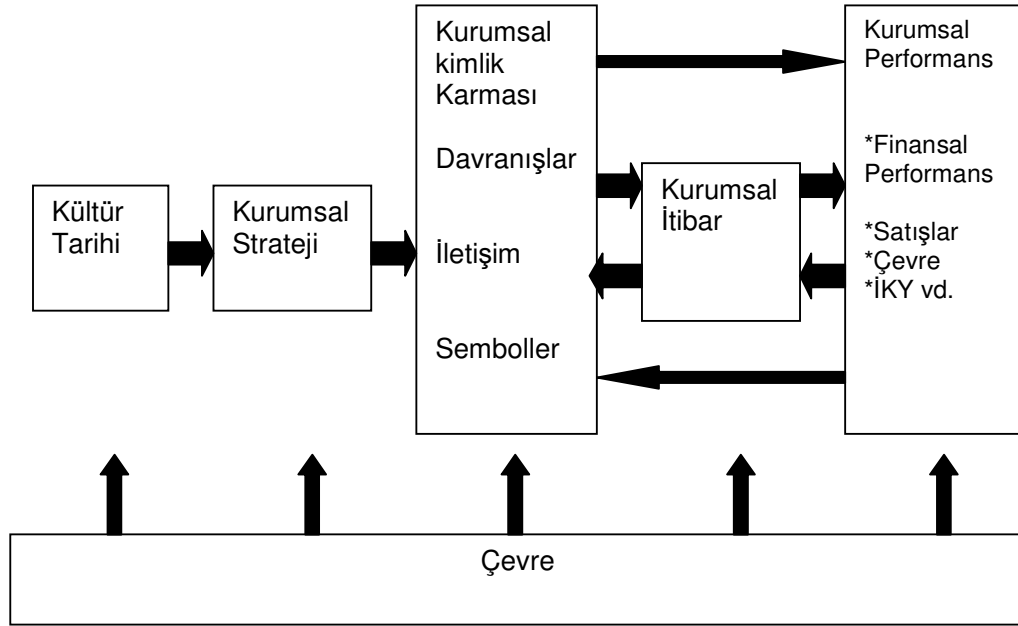 Kültür
Tarihi
Kurumsal
Strateji
Kurumsal
kimlik
Karması
Davranışlar
İletişim
Semboller
Kurumsal
İtibar
Kurumsal
Performans
*Finansal
Performans
*Satışlar
*Çevre
*İKY vd.
Çevre